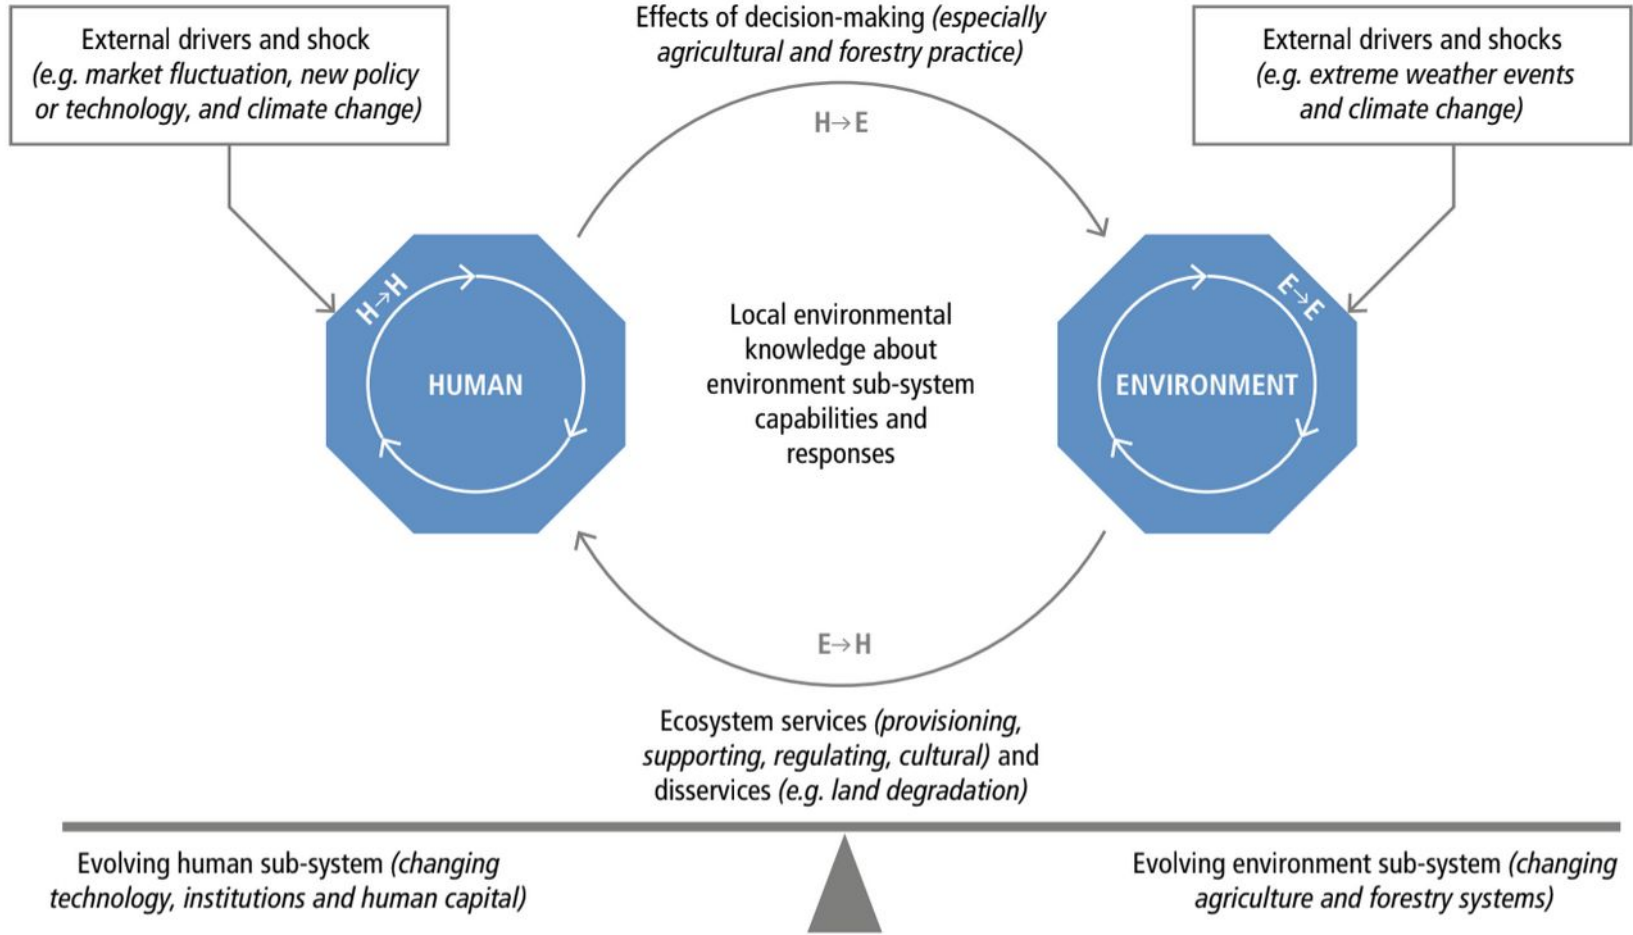 External drivers and shock
(e.g. market fluctuation, new policy
or technology, and climate change)
Effects of decision-making (especially
agricultural and forestry practice)
External drivers and shocks
(e.g. extreme weather events
and climate change)
H→E
H→H
HUMAN
Local environmental
knowledge about
environment sub-system
capabilities and
responses
E→E
ENVIRONMENT
E→H
Ecosystem services (provisioning,
supporting, regulating, cultural) and
disservices (e.g. land degradation)
Evolving human sub-system (changing
technology, institutions and human capital)
Evolving environment sub-system (changing
agriculture and forestry systems)